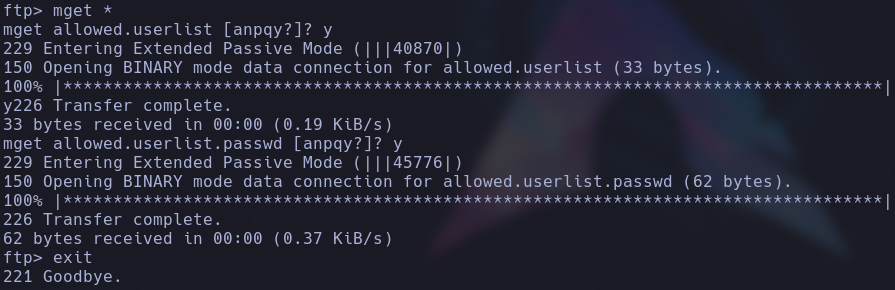 ftp> mget *
mget allowed.userlist [anpqy?]? y
229 Entering Extended Passive Mode (|||40870|)
150 Opening BINARY mode data connection for allowed.userlist (33 bytes).
100% |***********************************************************************************|
y226 Transfer complete.
33 bytes received in 00:00 (0.19 KiB/s)
mget allowed.userlist.passwd [anpqy?]? y
229 Entering Extended Passive Mode (|||45776|)
150 Opening BINARY mode data connection for allowed.userlist.passwd (62 bytes).
100% |***********************************************************************************|
226 Transfer complete.
62 bytes received in 00:00 (0.37 KiB/s)
ftp> exit
221 Goodbye.